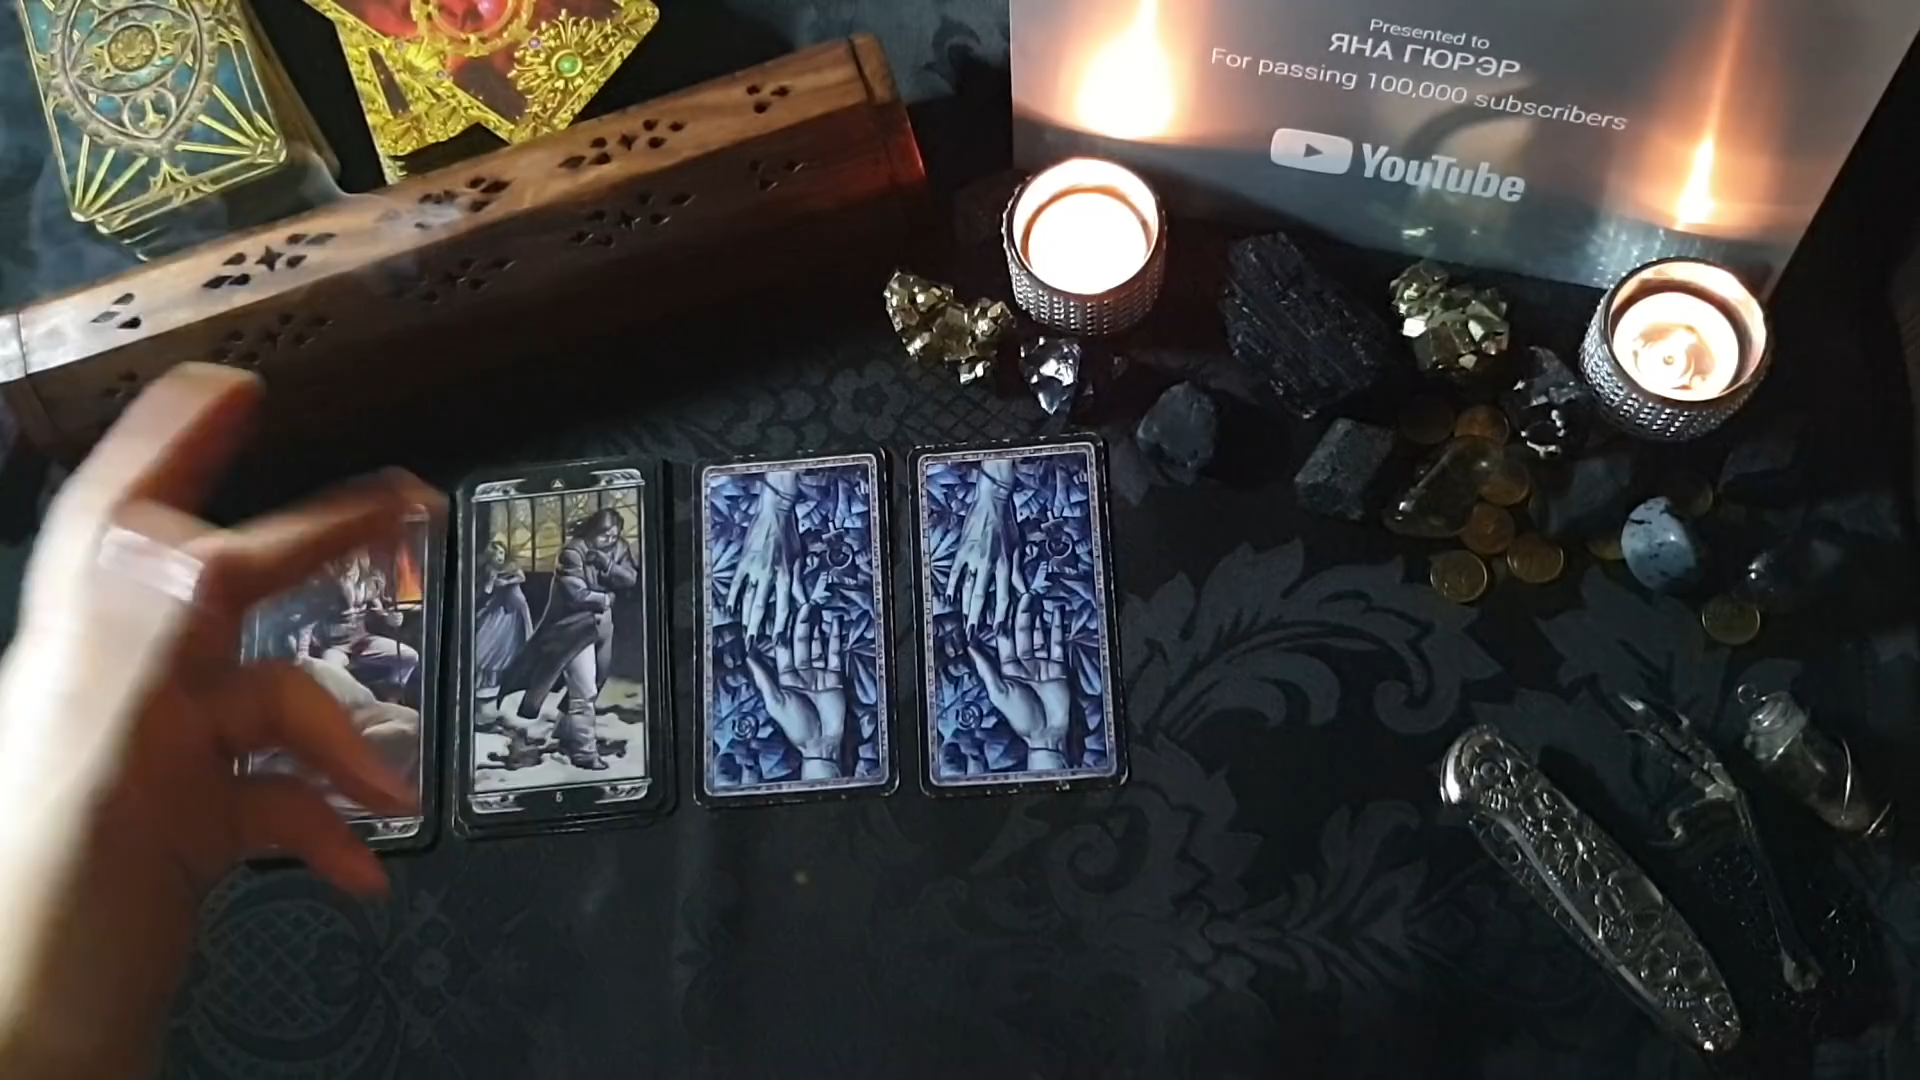 Presented to
ЯНА ГЮРЭР
For passing 100,000 subscribers
YouTube